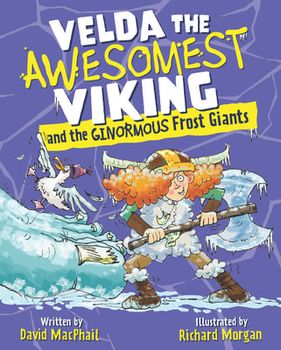 VELDA THE
AWESOMEST
VIKING
and the GINORMOUS Frost Giants
Written by
David MacPhail
Illustrated by
Richard Morgan